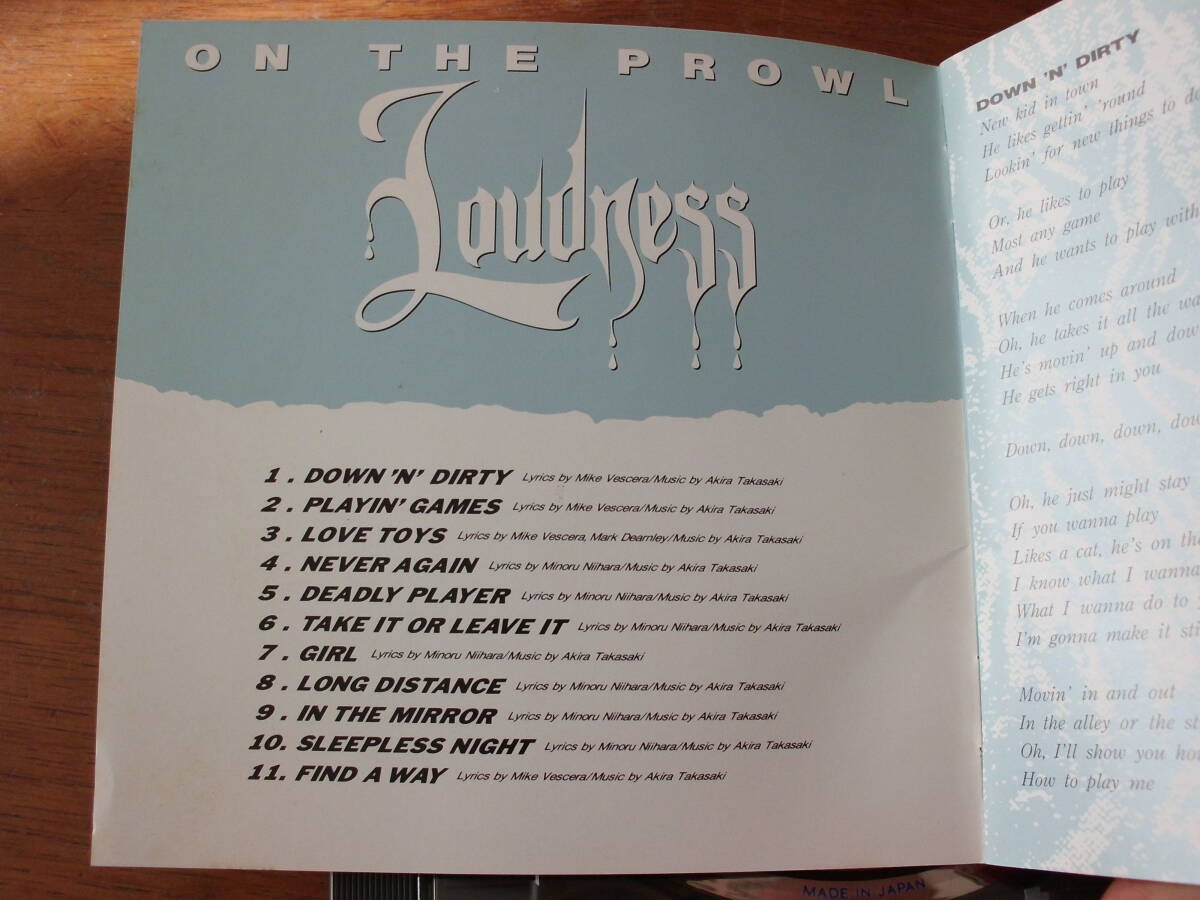 ON THE PROWL
Loudness
1. DOWN 'N' DIRTY Lyrics by Mike Vescera/Music by Akira Takasaki
2. PLAYIN' GAMES Lyrics by Mike Vescera/Music by Akira Takasaki
3. LOVE TOYS Lyrics by Mike Vescera, Mark Dearnley/Music by Akira Takasaki
4. NEVER AGAIN Lyrics by Minoru Niihara/Music by Akira Takasaki
5. DEADLY PLAYER Lyrics by Minoru Niihara/Music by Akira Takasaki
6. TAKE IT OR LEAVE IT Lyrics by Minoru Niihara/Music by Akira Takasaki
7. GIRL Lyrics by Minoru Niihara/Music by Akira Takasaki
8. LONG DISTANCE Lyrics by Minoru Niihara/Music by Akira Takasaki
9. IN THE MIRROR Lyrics by Minoru Niihara/Music by Akira Takasaki
10. SLEEPLESS NIGHT Lyrics by Minoru Niihara/Music by Akira Takasaki
11. FIND A WAY Lyrics by Mike Vescera/Music by Akira Takasaki
DOWN 'N' DIRTY
New kid in town
He likes gettin' 'round
Lookin' for new things to do
Or, he likes to play
Most any game
And he wants to play with
When he comes around
Oh, he takes it all the
He's movin' up and
He gets right in you
Down, down, down,
Oh, he just might stay
If you wanna play
Likes a cat, he's on
I know what I wanna
What I wanna do to
I'm gonna make it
Movin' in and out
In the alley or the
Oh, I'll show you
How to play me
MADE IN JAPAN